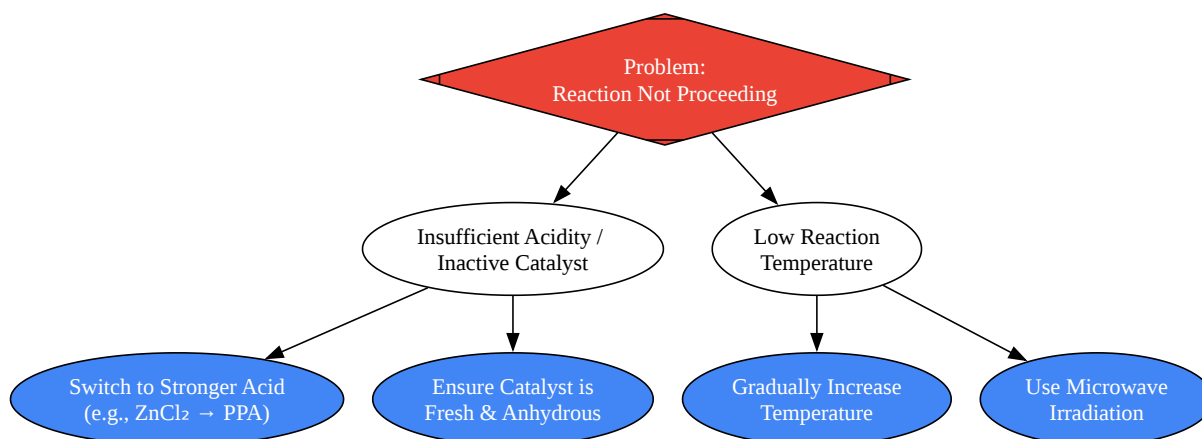 Problem:
Reaction Not Proceeding
Insufficient Acidity /
Inactive Catalyst
Low Reaction
Temperature
Switch to Stronger Acid
(e.g., ZnCl₂ → PPA)
Ensure Catalyst is
Fresh & Anhydrous
Gradually Increase
Temperature
Use Microwave
Irradiation